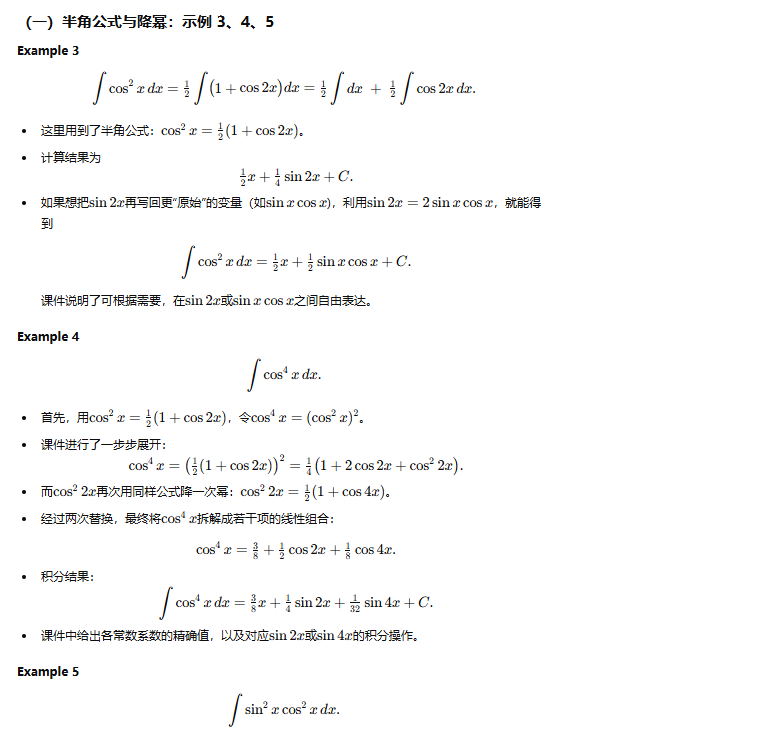 （一）半角公式与降幂：示例 3、4、5
Example 3
∫ cos² x dx = ½ ∫ (1 + cos 2x) dx = ½ ∫ dx + ½ ∫ cos 2x dx.
• 这里用到了半角公式：cos² x = ½(1 + cos 2x)。
• 计算结果为
½x + ¼ sin 2x + C.
• 如果想把sin 2x再写回更“原始”的变量（如sin x cos x），利用sin 2x = 2 sin x cos x，就能得
到
∫ cos² x dx = ½x + ½ sin x cos x + C.
课件说明了可根据需要，在sin 2x或sin x cos x之间自由表达。
Example 4
∫ cos⁴ x dx.
• 首先，用cos² x = ½(1 + cos 2x)，令cos⁴ x = (cos² x)²。
• 课件进行了一步步展开：
cos⁴ x = (½(1 + cos 2x))² = ¼(1 + 2 cos 2x + cos² 2x).
• 而cos² 2x再次用同样公式降一次幂：cos² 2x = ½(1 + cos 4x)。
• 经过两次替换，最终将cos⁴ x拆解成若干项的线性组合：
cos⁴ x = ⅜ + ½ cos 2x + ⅛ cos 4x.
• 积分结果：
∫ cos⁴ x dx = ⅜x + ¼ sin 2x + 1/32 sin 4x + C.
• 课件中给出各常数系数的精确值，以及对应sin 2x或sin 4x的积分操作。
Example 5
∫ sin² x cos² x dx.